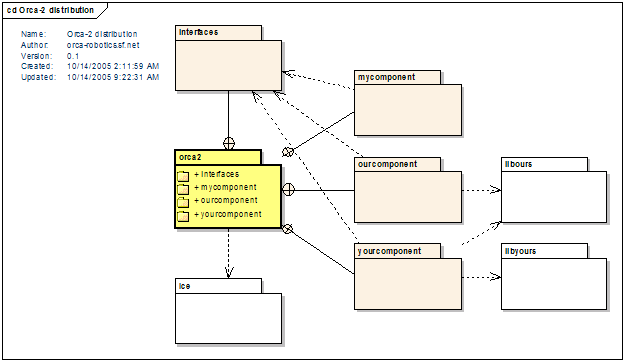 cd Orca-2 distribution
Name: Orca-2 distribution
Author: orca-robotics.sf.net
Version: 0.1
Created: 10/14/2005 2:11:59 AM
Updated: 10/14/2005 9:22:31 AM
interfaces
mycomponent
orca2
+ interfaces
+ mycomponent
+ ourcomponent
+ yourcomponent
ourcomponent
libours
yourcomponent
libyours
ice